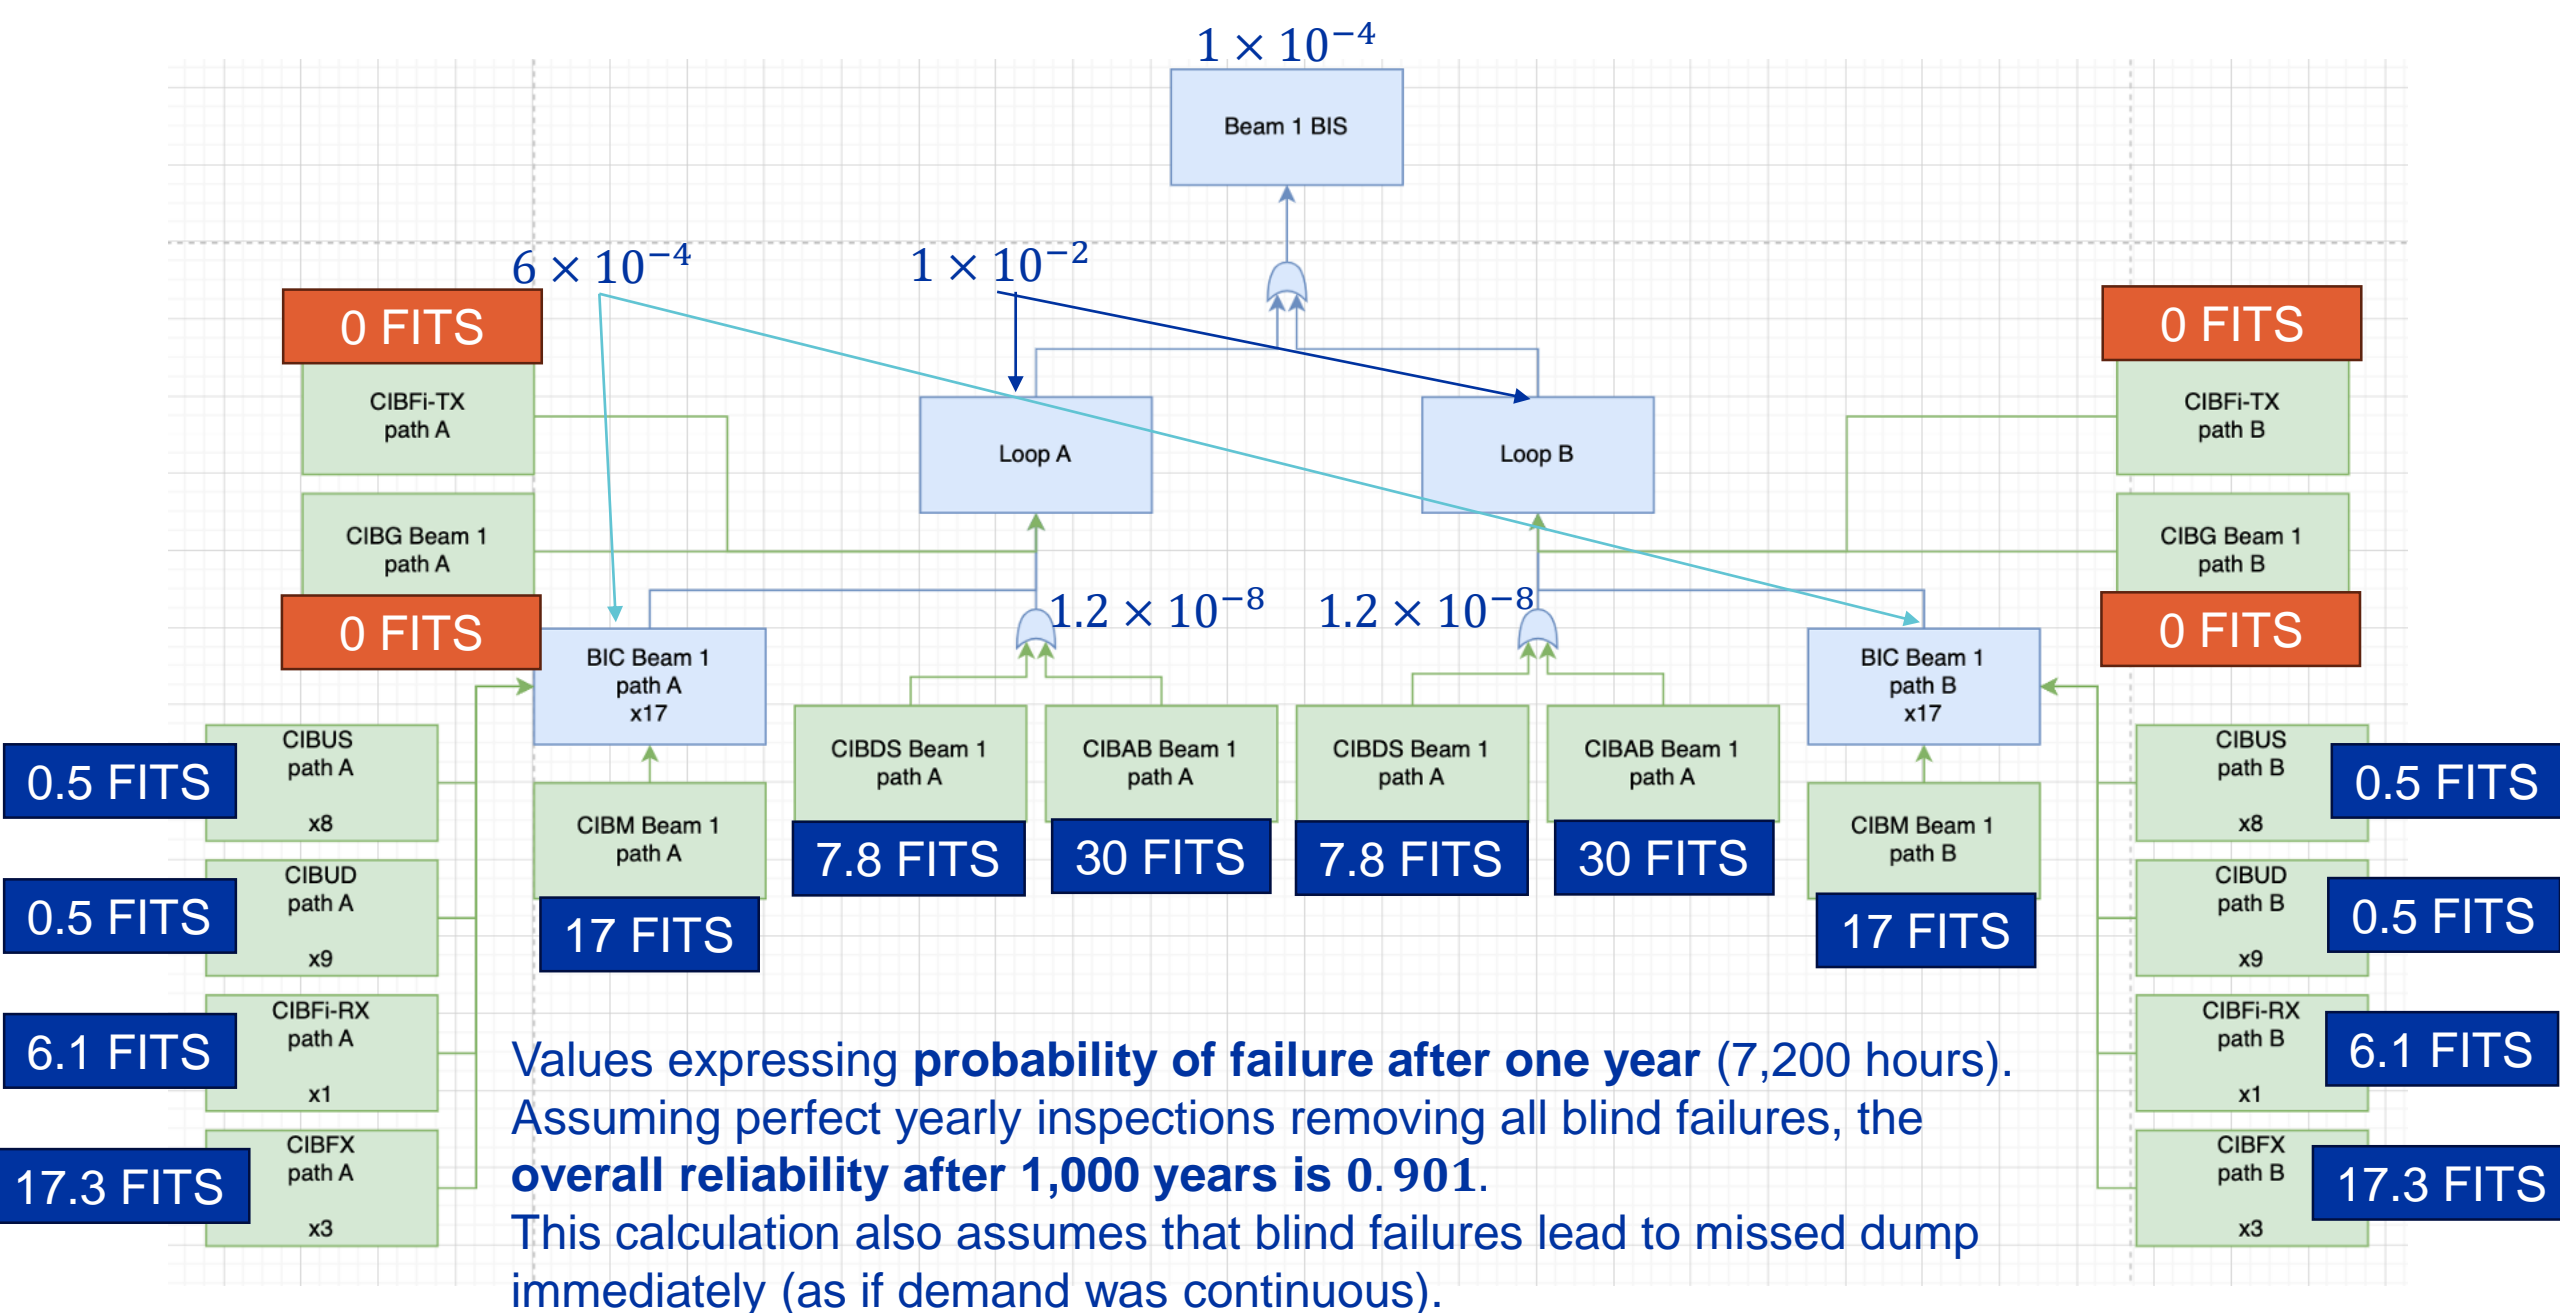 1 × 10⁻⁴
Beam 1 BIS
6 × 10⁻⁴
1 × 10⁻²
0 FITS
0 FITS
CIBFi-TX
path A
Loop A
Loop B
CIBFi-TX
path B
CIBG Beam 1
path A
CIBG Beam 1
path B
0 FITS
1.2 × 10⁻⁸
1.2 × 10⁻⁸
0 FITS
BIC Beam 1
path A
x17
BIC Beam 1
path B
x17
CIBUS
path A
x8
0.5 FITS
CIBM Beam 1
path A
17 FITS
CIBDS Beam 1
path A
7.8 FITS
CIBAB Beam 1
path A
30 FITS
CIBDS Beam 1
path A
7.8 FITS
CIBAB Beam 1
path A
30 FITS
CIBM Beam 1
path B
17 FITS
CIBUS
path B
x8
0.5 FITS
CIBUD
path A
x9
0.5 FITS
CIBUD
path B
x9
0.5 FITS
CIBFi-RX
path A
x1
6.1 FITS
CIBFi-RX
path B
x1
6.1 FITS
CIBFX
path A
x3
17.3 FITS
CIBFX
path B
x3
17.3 FITS
Values expressing probability of failure after one year (7,200 hours).
Assuming perfect yearly inspections removing all blind failures, the
overall reliability after 1,000 years is 0.901.
This calculation also assumes that blind failures lead to missed dump
immediately (as if demand was continuous).